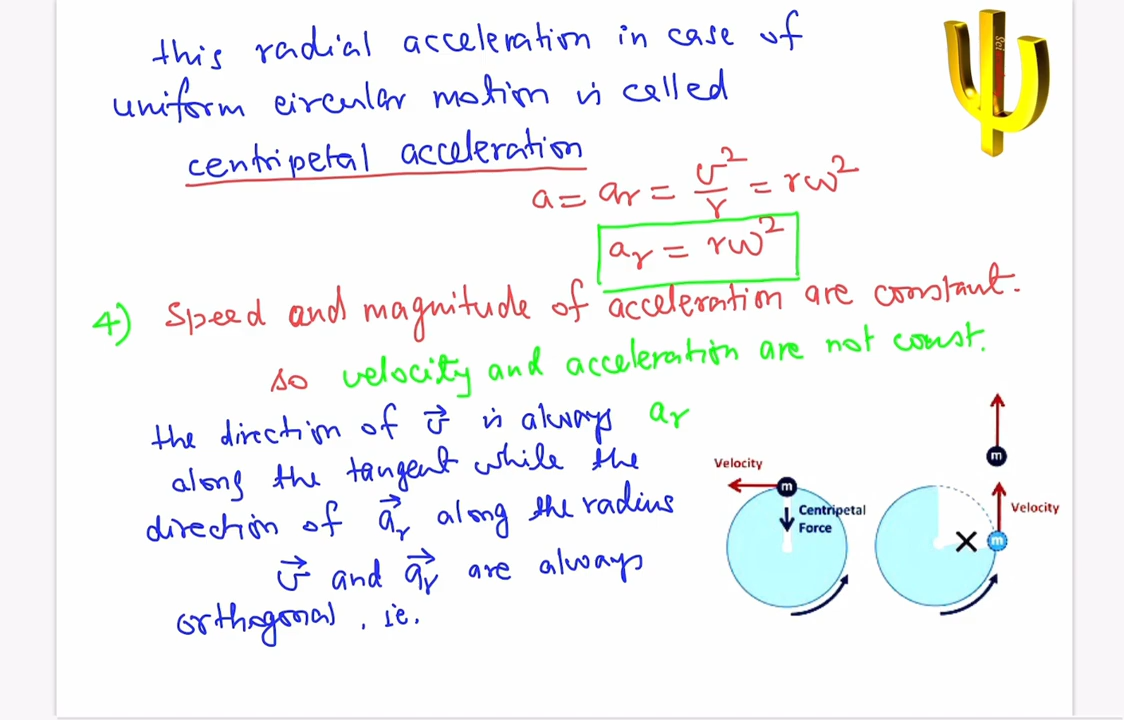 this radial acceleration in case of
uniform circular motion is called
centripetal acceleration
a = ar = v²/r = rω²
ar = rω²
4) Speed and magnitude of acceleration are constant.
so velocity and acceleration are not const.
the direction of v⃗ is always ar
along the tangent while the
direction of a⃗r along the radius
v⃗ and a⃗r are always
orthogonal, ie.
Velocity
m
Centripetal
Force
m
Velocity
X
m
Sci